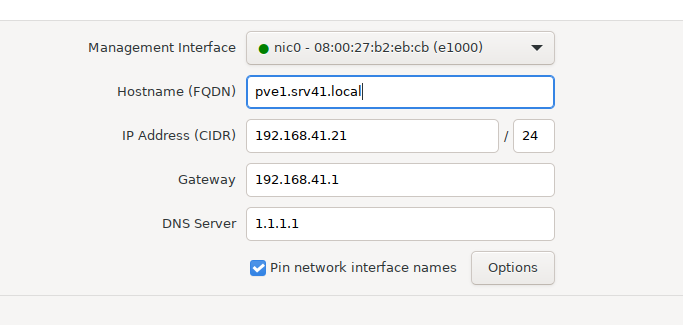 Management Interface nic0 - 08:00:27:b2:eb:cb (e1000)
Hostname (FQDN) pve1.srv41.local
IP Address (CIDR) 192.168.41.21 / 24
Gateway 192.168.41.1
DNS Server 1.1.1.1
Pin network interface names Options